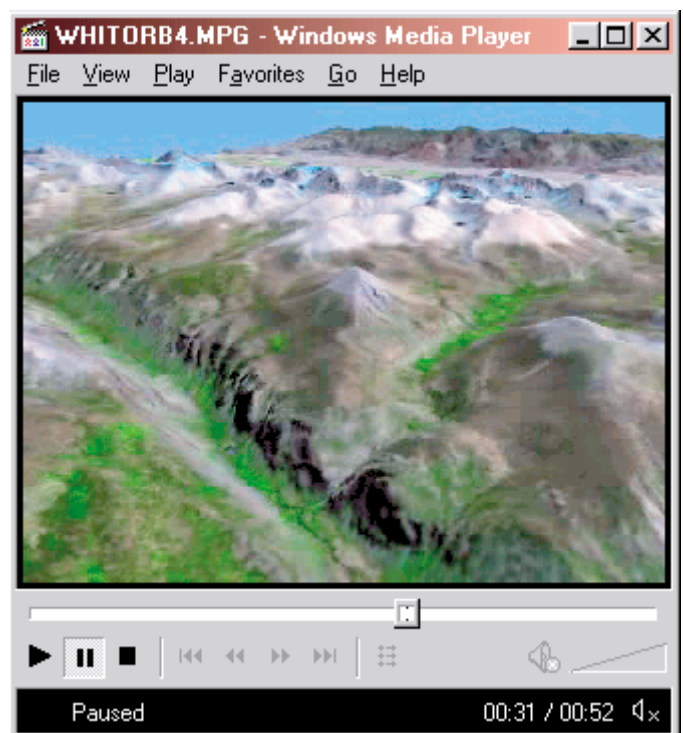 WHITORB4.MPG - Windows Media Player
File View Play Favorites Go Help
Paused 00:31 / 00:52